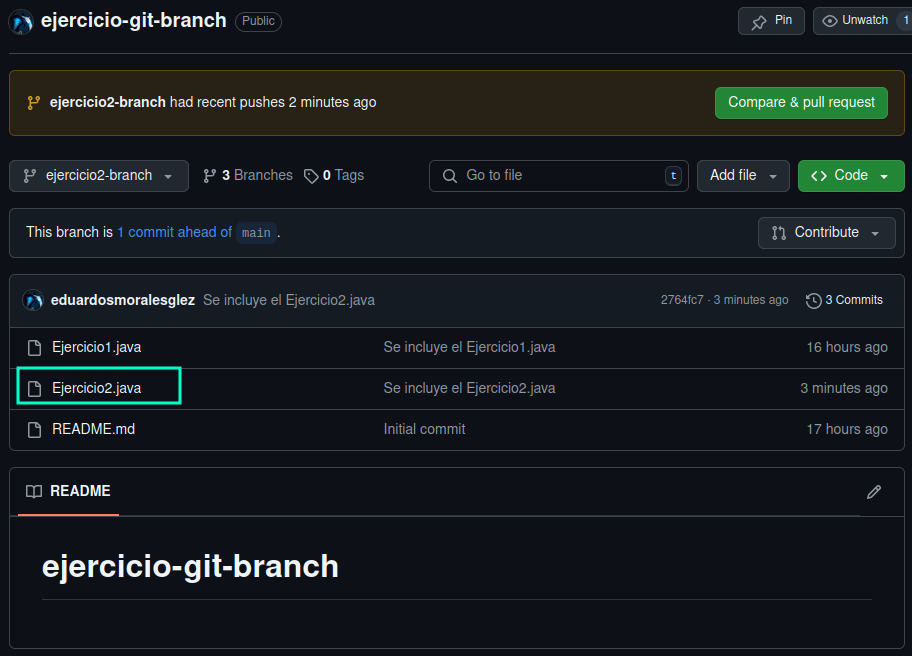 ejercicio-git-branch Public Pin Unwatch 1
ejercicio2-branch had recent pushes 2 minutes ago Compare & pull request
ejercicio2-branch 3 Branches 0 Tags Go to file t Add file Code
This branch is 1 commit ahead of main . Contribute
eduardosmoralesglez Se incluye el Ejercicio2.java 2764fc7 · 3 minutes ago 3 Commits
Ejercicio1.java Se incluye el Ejercicio1.java 16 hours ago
Ejercicio2.java Se incluye el Ejercicio2.java 3 minutes ago
README.md Initial commit 17 hours ago
README
ejercicio-git-branch